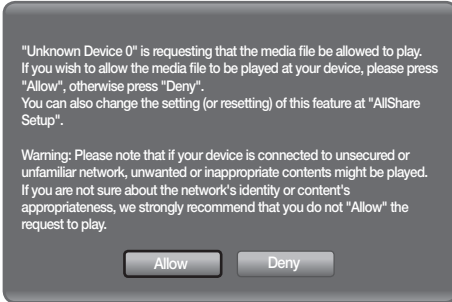 "Unknown Device 0" is requesting that the media file be allowed to play.
If you wish to allow the media file to be played at your device, please press
"Allow", otherwise press "Deny".
You can also change the setting (or resetting) of this feature at "AllShare
Setup".
Warning: Please note that if your device is connected to unsecured or
unfamiliar network, unwanted or inappropriate contents might be played.
If you are not sure about the network's identity or content's
appropriateness, we strongly recommend that you do not "Allow" the
request to play.
Allow
Deny